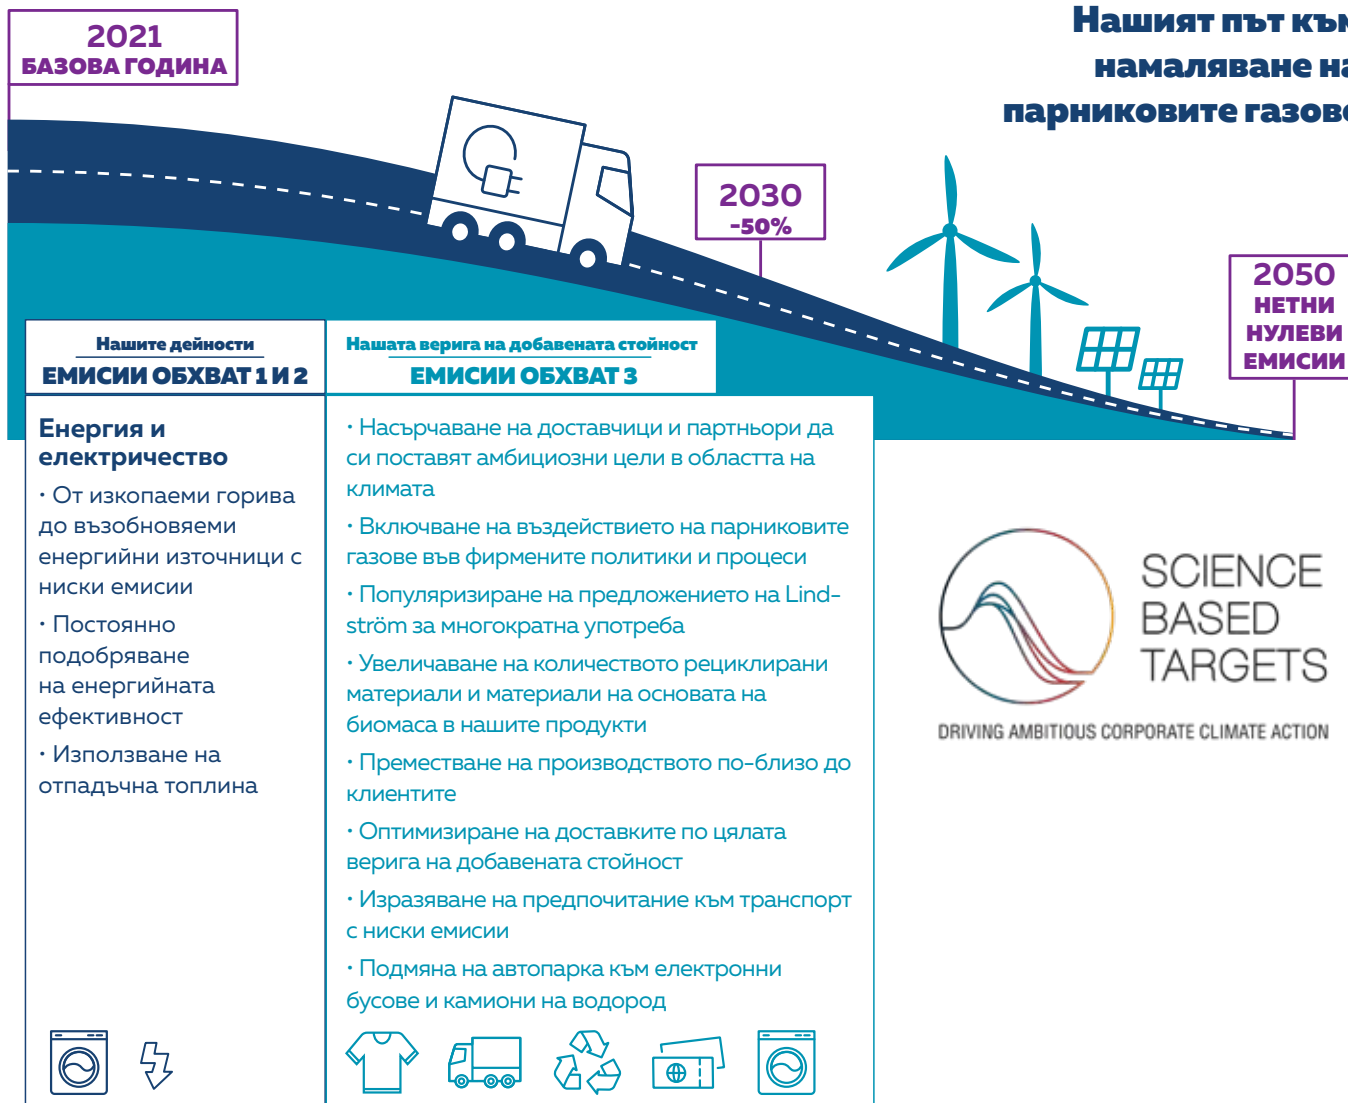 Нашият път към
намаляване на
парниковите газове
2021
БАЗОВА ГОДИНА
2030
-50%
2050
НЕТНИ
НУЛЕВИ
ЕМИСИИ
Нашите дейности
ЕМИСИИ ОБХВАТ 1 И 2
Енергия и
електричество
· От изкопаеми горива
до възобновяеми
енергийни източници с
ниски емисии
· Постоянно
подобряване
на енергийната
ефективност
· Използване на
отпадъчна топлина
Нашата верига на добавената стойност
ЕМИСИИ ОБХВАТ 3
· Насърчаване на доставчици и партньори да
си поставят амбициозни цели в областта на
климата
· Включване на въздействието на парниковите
газове във фирмените политики и процеси
· Популяризиране на предложението на Lind-
ström за многократна употреба
· Увеличаване на количеството рециклирани
материали и материали на основата на
биомаса в нашите продукти
· Преместване на производството по-близо до
клиентите
· Оптимизиране на доставките по цялата
верига на добавената стойност
· Изразяване на предпочитание към транспорт
с ниски емисии
· Подмяна на автопарка към електронни
бусове и камиони на водород
SCIENCE
BASED
TARGETS
DRIVING AMBITIOUS CORPORATE CLIMATE ACTION